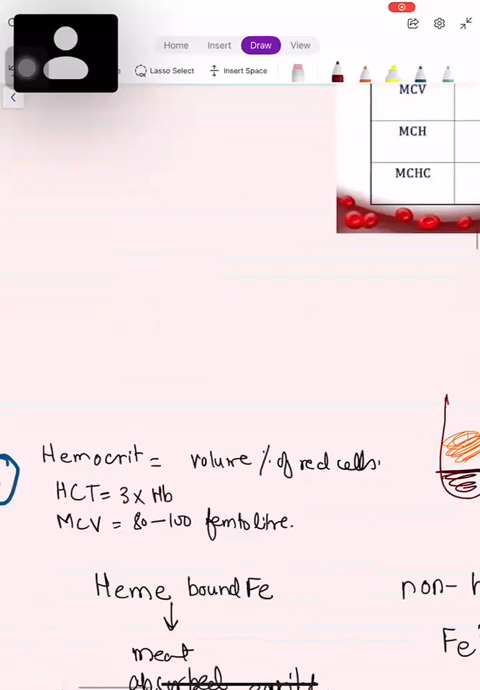 Home Insert Draw View
Lasso Select Insert Space
MCV
MCH
MCHC
Hemocrit = volume % of red cells.
HCT = 3 x Hb
MCV = 80-100 femtolitre.
Heme bound Fe
non- h
Fe
meat
absorbed